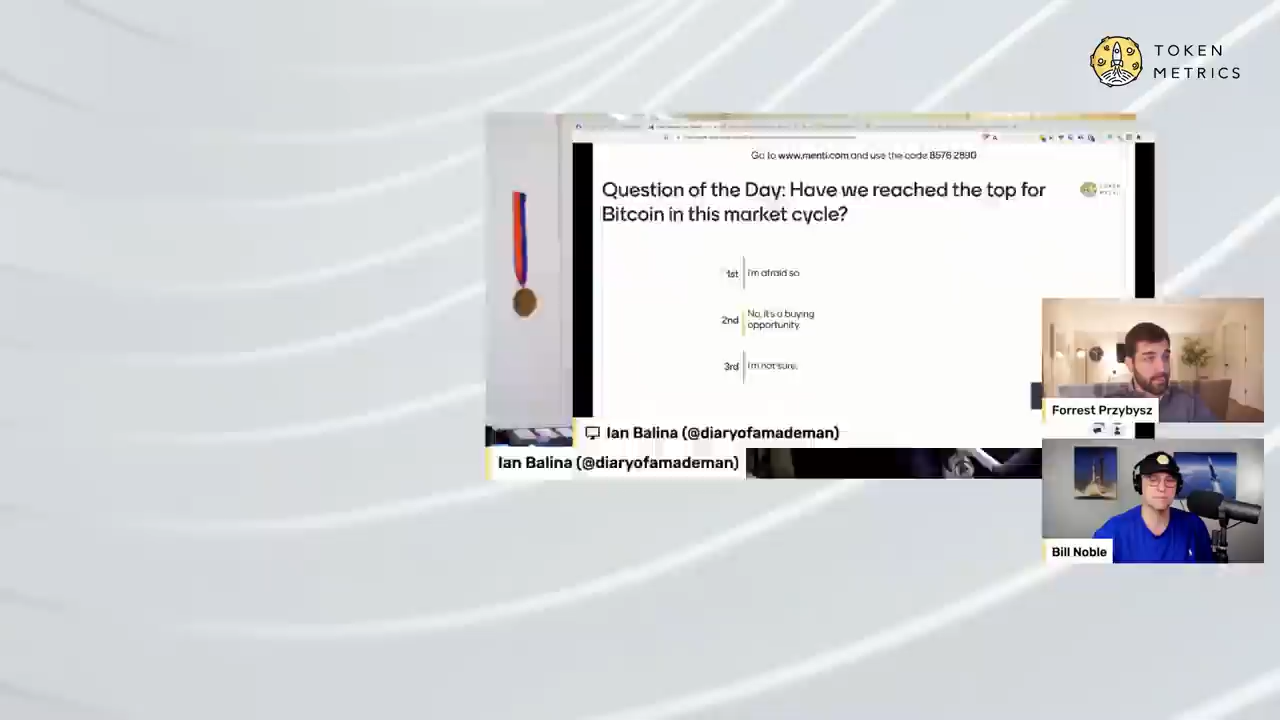 TOKEN
METRICS
Go to www.menti.com and use the code 8576 2890
Question of the Day: Have we reached the top for
Bitcoin in this market cycle?
TOKEN
1st
I'm afraid so
2nd
No, it's a buying
opportunity.
3rd
I'm not sure.
Forrest Przybysz
Ian Balina (@diaryofamademan)
Ian Balina (@diaryofamademan)
Bill Noble